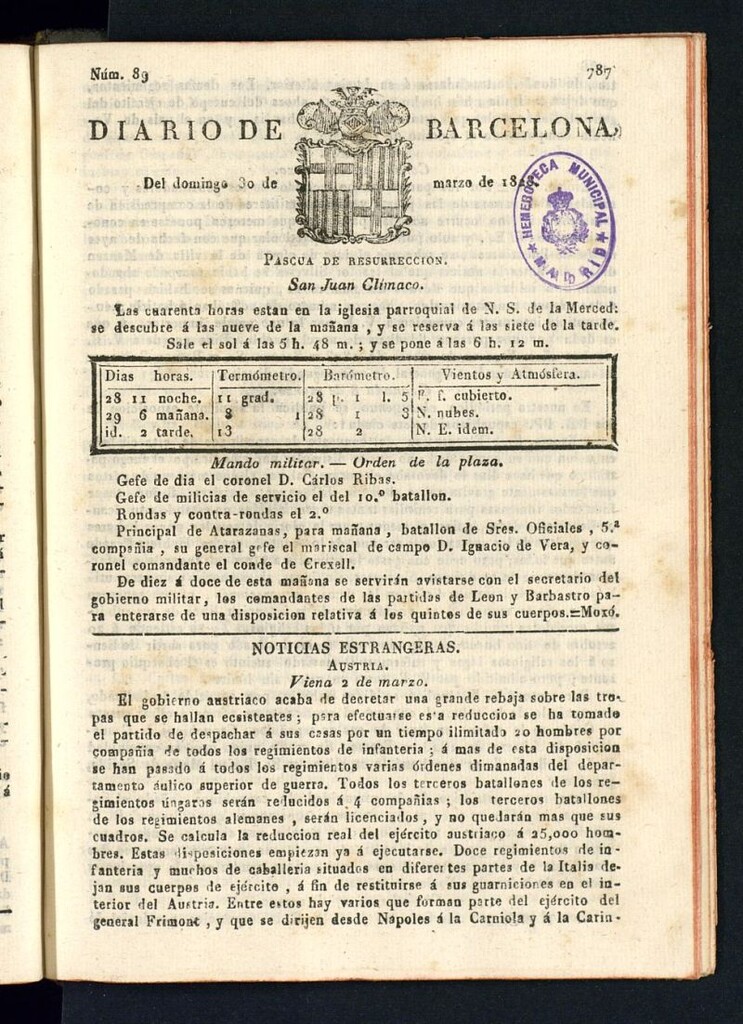 Núm. 89 787
DIARIO DE BARCELONA,
Del domingo 30 de marzo de
HEMEROTECA MUNICIPAL
MADRID
PASCUA DE RESURRECCION.
San Juan Clímaco.
Las cuarenta horas estan en la iglesia parroquial de N. S. de la Merced:
se descubre á las nueve de la mañana, y se reserva á las siete de la tarde.
Sale el sol á las 5 h. 48 m.; y se pone á las 6 h. 12 m.
Dias horas. Termómetro. Barómetro. Vientos y Atmósfera.
28 11 noche. 11 grad. 28 p. 1 l. 5 F. f. cubierto.
29 6 mañana. 8 1 28 1 3 N. nubes.
id. 2 tarde. 13 28 2 N. E. idem.
Mando militar. — Orden de la plaza.
Gefe de dia el coronel D. Cárlos Ribas.
Gefe de milicias de servicio el del 10.º batallon.
Rondas y contra-rondas el 2.º
Principal de Atarazanas, para mañana, batallon de Sres. Oficiales, 5.ª
compañia, su general gefe el mariscal de campo D. Ignacio de Vera, y co-
ronel comandante el conde de Crexell.
De diez á doce de esta mañana se servirán avistarse con el secretario del
gobierno militar, los comandantes de las partidas de Leon y Barbastro pa-
ra enterarse de una disposicion relativa á los quintos de sus cuerpos.=Moxó.
NOTICIAS ESTRANGERAS.
AUSTRIA.
Viena 2 de marzo.
El gobierno austriaco acaba de decretar una grande rebaja sobre las tro-
pas que se hallan ecsistentes; para efectuarse esta reduccion se ha tomado
el partido de despachar á sus casas por un tiempo ilimitado 20 hombres por
compañia de todos los regimientos de infanteria; á mas de esta disposicion
se han pasado á todos los regimientos varias órdenes dimanadas del depar-
tamento áulico superior de guerra. Todos los terceros batallones de los re-
gimientos úngaros serán reducidos á 4 compañias; los terceros batallones
de los regimientos alemanes, serán licenciados, y no quedarán mas que sus
cuadros. Se calcula la reduccion real del ejército austriaco á 25,000 hom-
bres. Estas disposiciones empiezan ya á ejecutarse. Doce regimientos de in-
fanteria y muchos de caballeria situados en diferentes partes de la Italia de-
jan sus cuerpos de ejército, á fin de restituirse á sus guarniciones en el in-
terior del Austria. Entre estos hay varios que forman parte del ejército del
general Frimont, y que se dirijen desde Napoles á la Carniola y á la Carin-